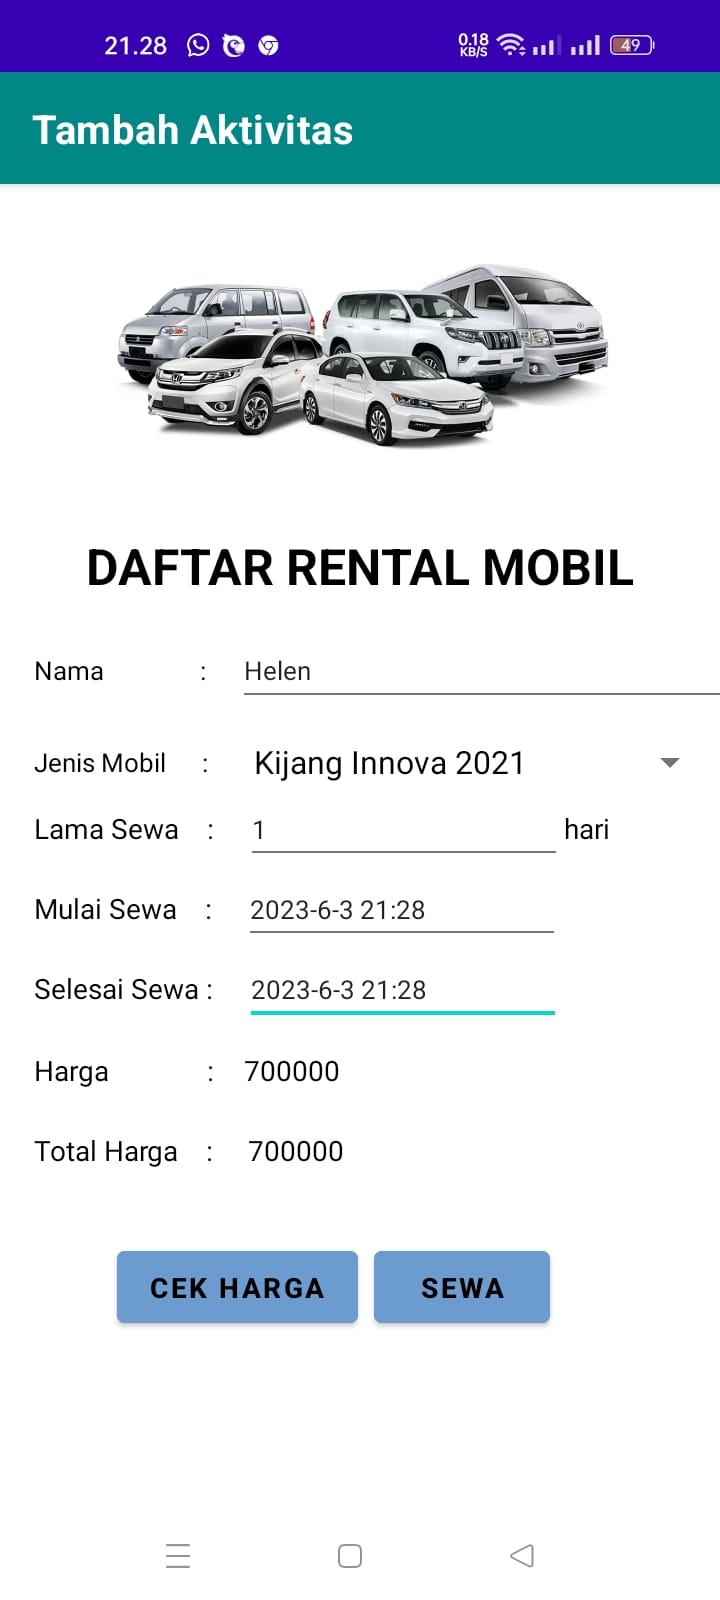 21.28 0.18 KB/S 49
Tambah Aktivitas
DAFTAR RENTAL MOBIL
Nama : Helen
Jenis Mobil : Kijang Innova 2021
Lama Sewa : 1 hari
Mulai Sewa : 2023-6-3 21:28
Selesai Sewa : 2023-6-3 21:28
Harga : 700000
Total Harga : 700000
CEK HARGA SEWA